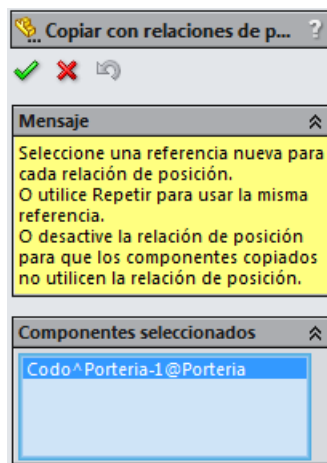 Copiar con relaciones de p... ?
Mensaje
Seleccione una referencia nueva para
cada relación de posición.
O utilice Repetir para usar la misma
referencia.
O desactive la relación de posición
para que los componentes copiados
no utilicen la relación de posición.
Componentes seleccionados
Codo^Porteria-1@Porteria